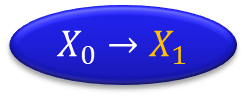 X₀ → X₁